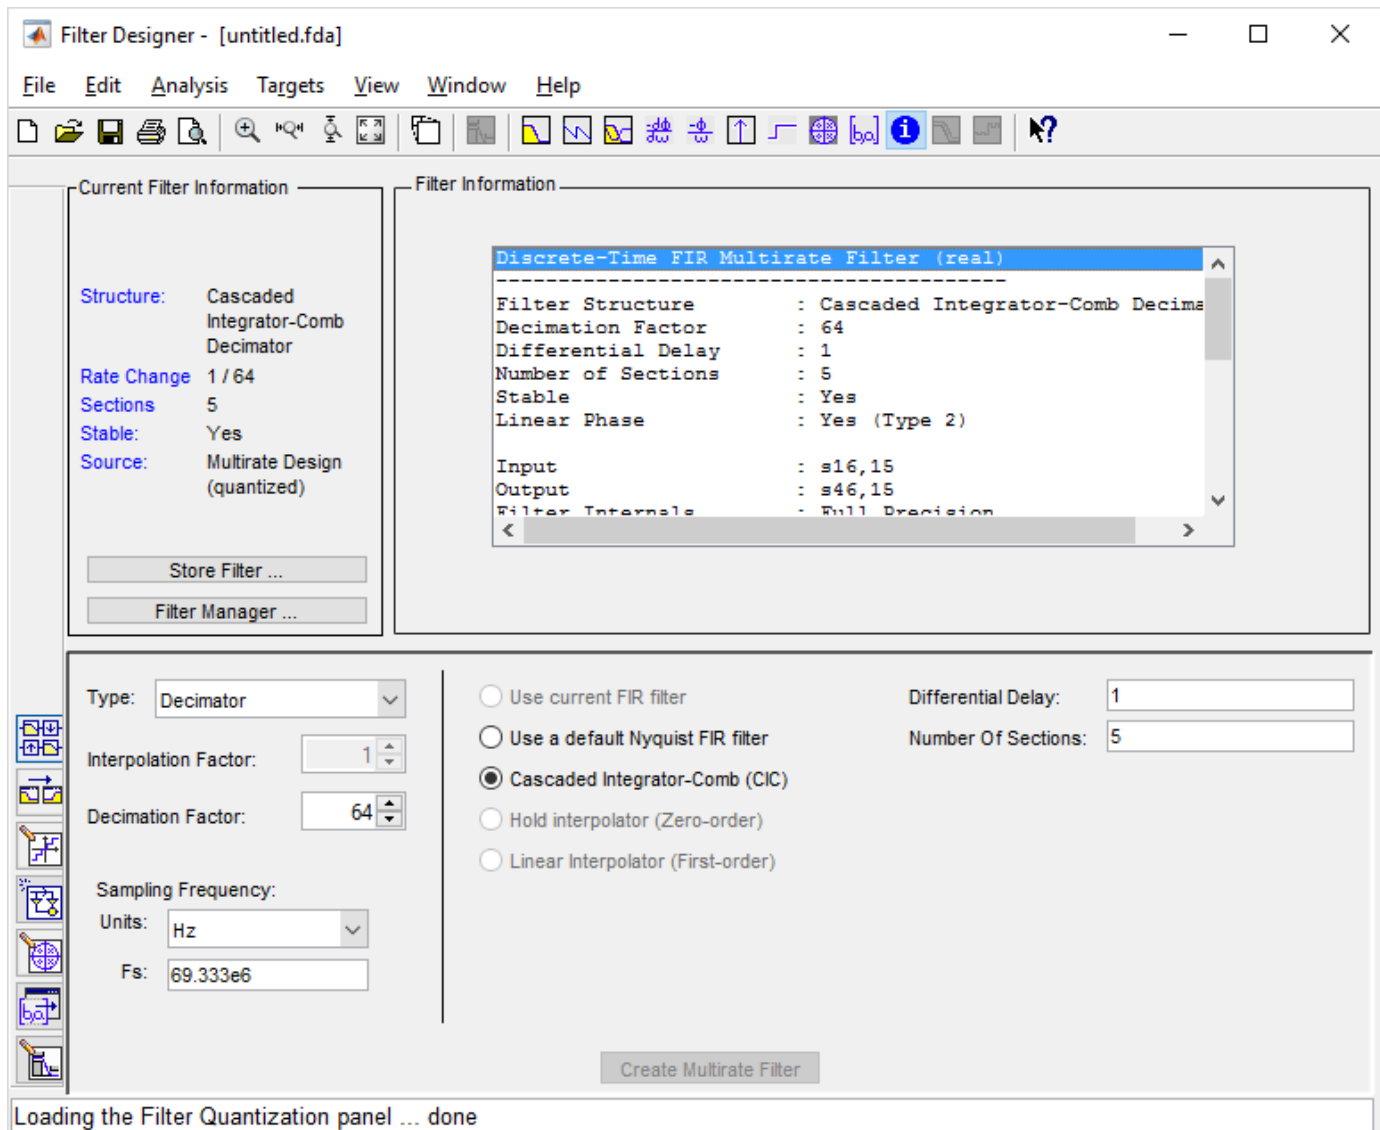 Filter Designer - [untitled.fda]
File Edit Analysis Targets View Window Help
Current Filter Information
Structure: Cascaded
Integrator-Comb
Decimator
Rate Change 1 / 64
Sections 5
Stable: Yes
Source: Multirate Design
(quantized)
Store Filter ...
Filter Manager ...
Filter Information
Discrete-Time FIR Multirate Filter (real)
-------------------------------------------
Filter Structure : Cascaded Integrator-Comb Decima
Decimation Factor : 64
Differential Delay : 1
Number of Sections : 5
Stable : Yes
Linear Phase : Yes (Type 2)
Input : s16,15
Output : s46,15
Filter Internals : Full Precision
Type: Decimator
Interpolation Factor: 1
Decimation Factor: 64
Sampling Frequency:
Units: Hz
Fs: 69.333e6
Use current FIR filter
Use a default Nyquist FIR filter
Cascaded Integrator-Comb (CIC)
Hold interpolator (Zero-order)
Linear Interpolator (First-order)
Differential Delay: 1
Number Of Sections: 5
Create Multirate Filter
Loading the Filter Quantization panel ... done